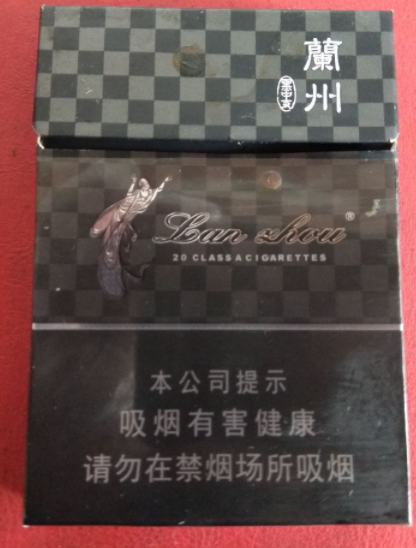 蘭州
Lan zhou®
20 CLASS A CIGARETTES
本公司提示
吸烟有害健康
请勿在禁烟场所吸烟